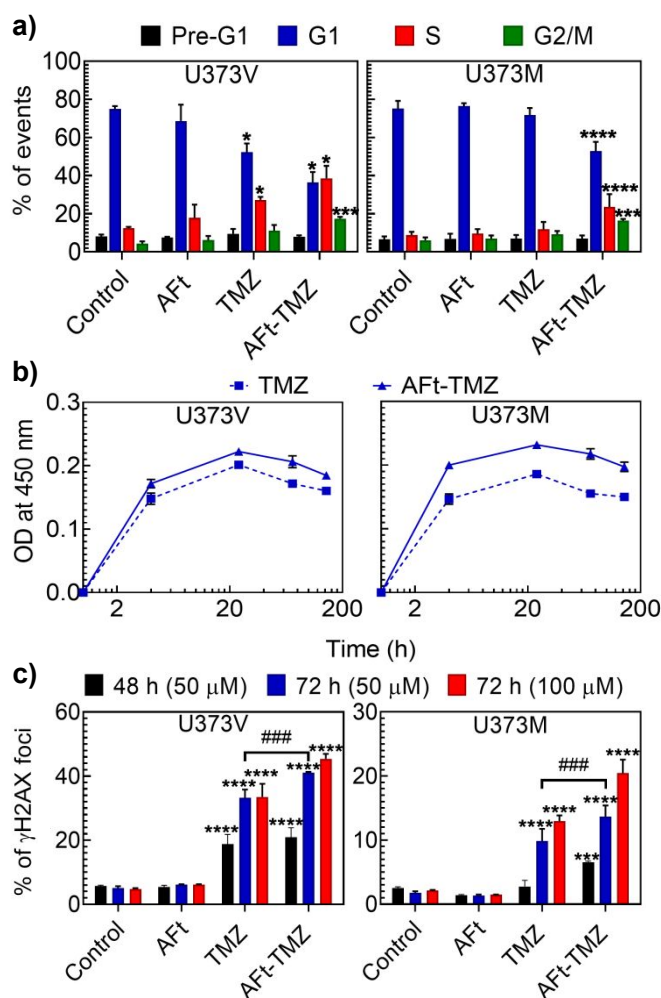 a)
Pre-G1 G1 S G2/M
U373V U373M
% of events
80
60
40
20
0
* * * * *** **** **** ***
Control AFt TMZ AFt-TMZ Control AFt TMZ AFt-TMZ
b)
TMZ AFt-TMZ
U373V U373M
OD at 450 nm
0.3
0.2
0.1
0.0
2 20 200 2 20 200
Time (h)
c)
48 h (50 μM) 72 h (50 μM) 72 h (100 μM)
U373V U373M
% of γH2AX foci
60
40
20
0
30
20
10
0
### ###
**** **** **** **** **** **** **** **** *** **** ****
Control AFt TMZ AFt-TMZ Control AFt TMZ AFt-TMZ